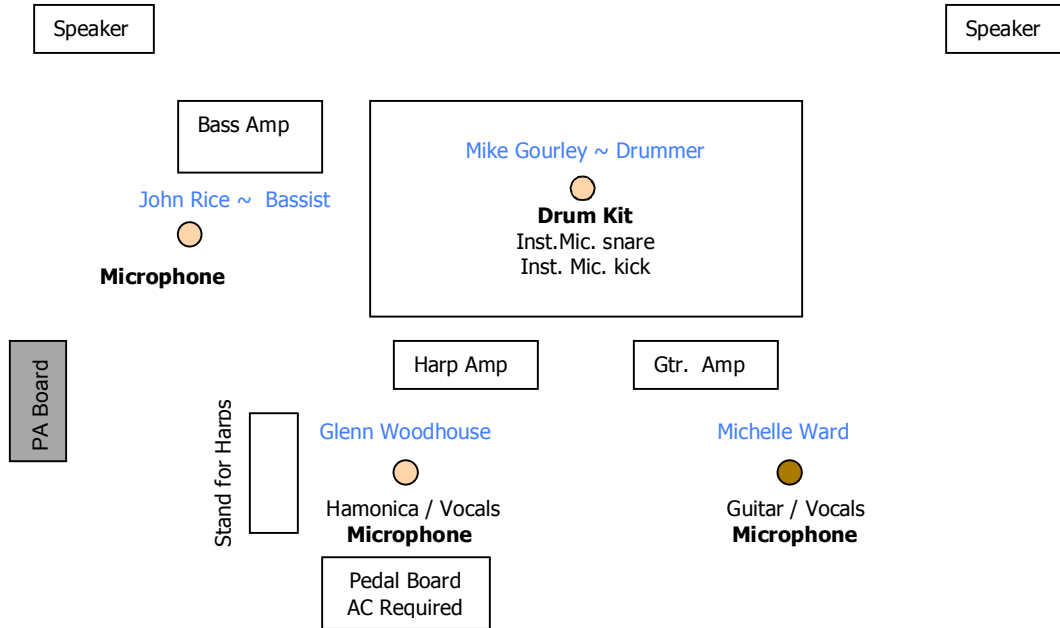 Speaker
Speaker
Bass Amp
Mike Gourley ~ Drummer
John Rice ~ Bassist
Drum Kit
Inst.Mic. snare
Inst. Mic. kick
Microphone
PA Board
Harp Amp
Gtr. Amp
Stand for Harps
Glenn Woodhouse
Michelle Ward
Hamonica / Vocals
Microphone
Guitar / Vocals
Microphone
Pedal Board
AC Required